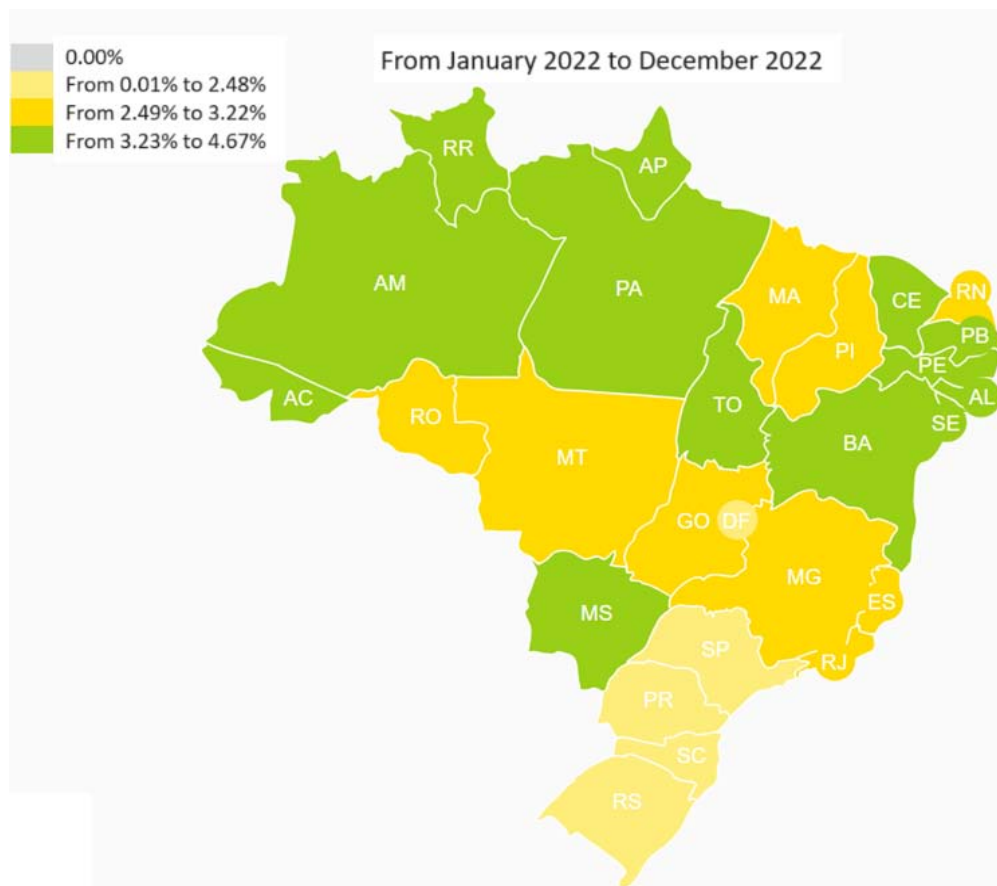 0.00%
From 0.01% to 2.48%
From 2.49% to 3.22%
From 3.23% to 4.67%
From January 2022 to December 2022
RR
AP
AM
PA
MA
CE
RN
PI
PB
PE
AC
TO
AL
RO
SE
BA
MT
GO
DF
MG
ES
MS
SP
RJ
PR
SC
RS